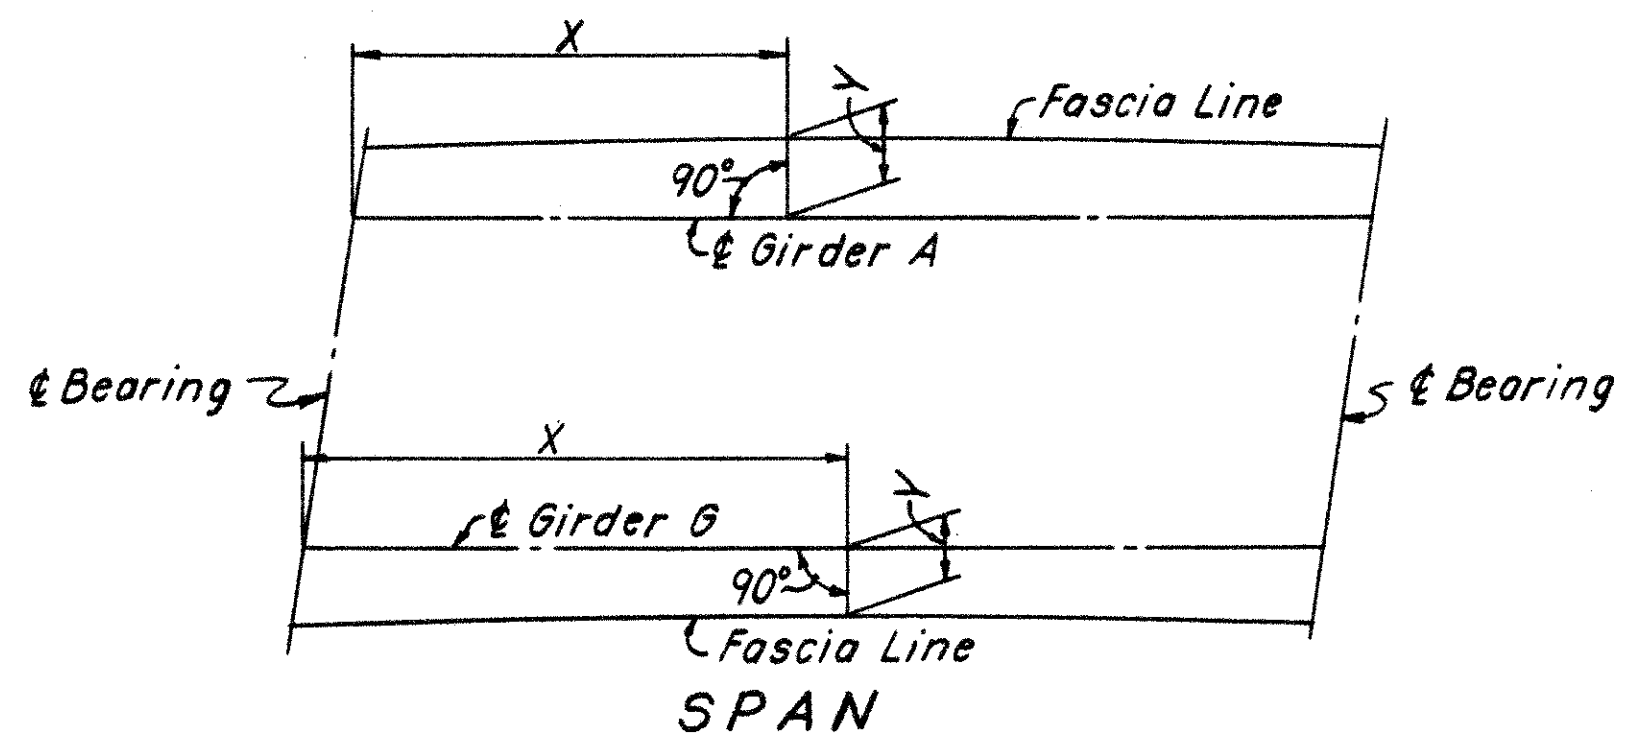 X
Y
Fascia Line
90°
℄ Girder A
℄ Bearing
℄ Bearing
X
Y
℄ Girder G
90°
Fascia Line
SPAN